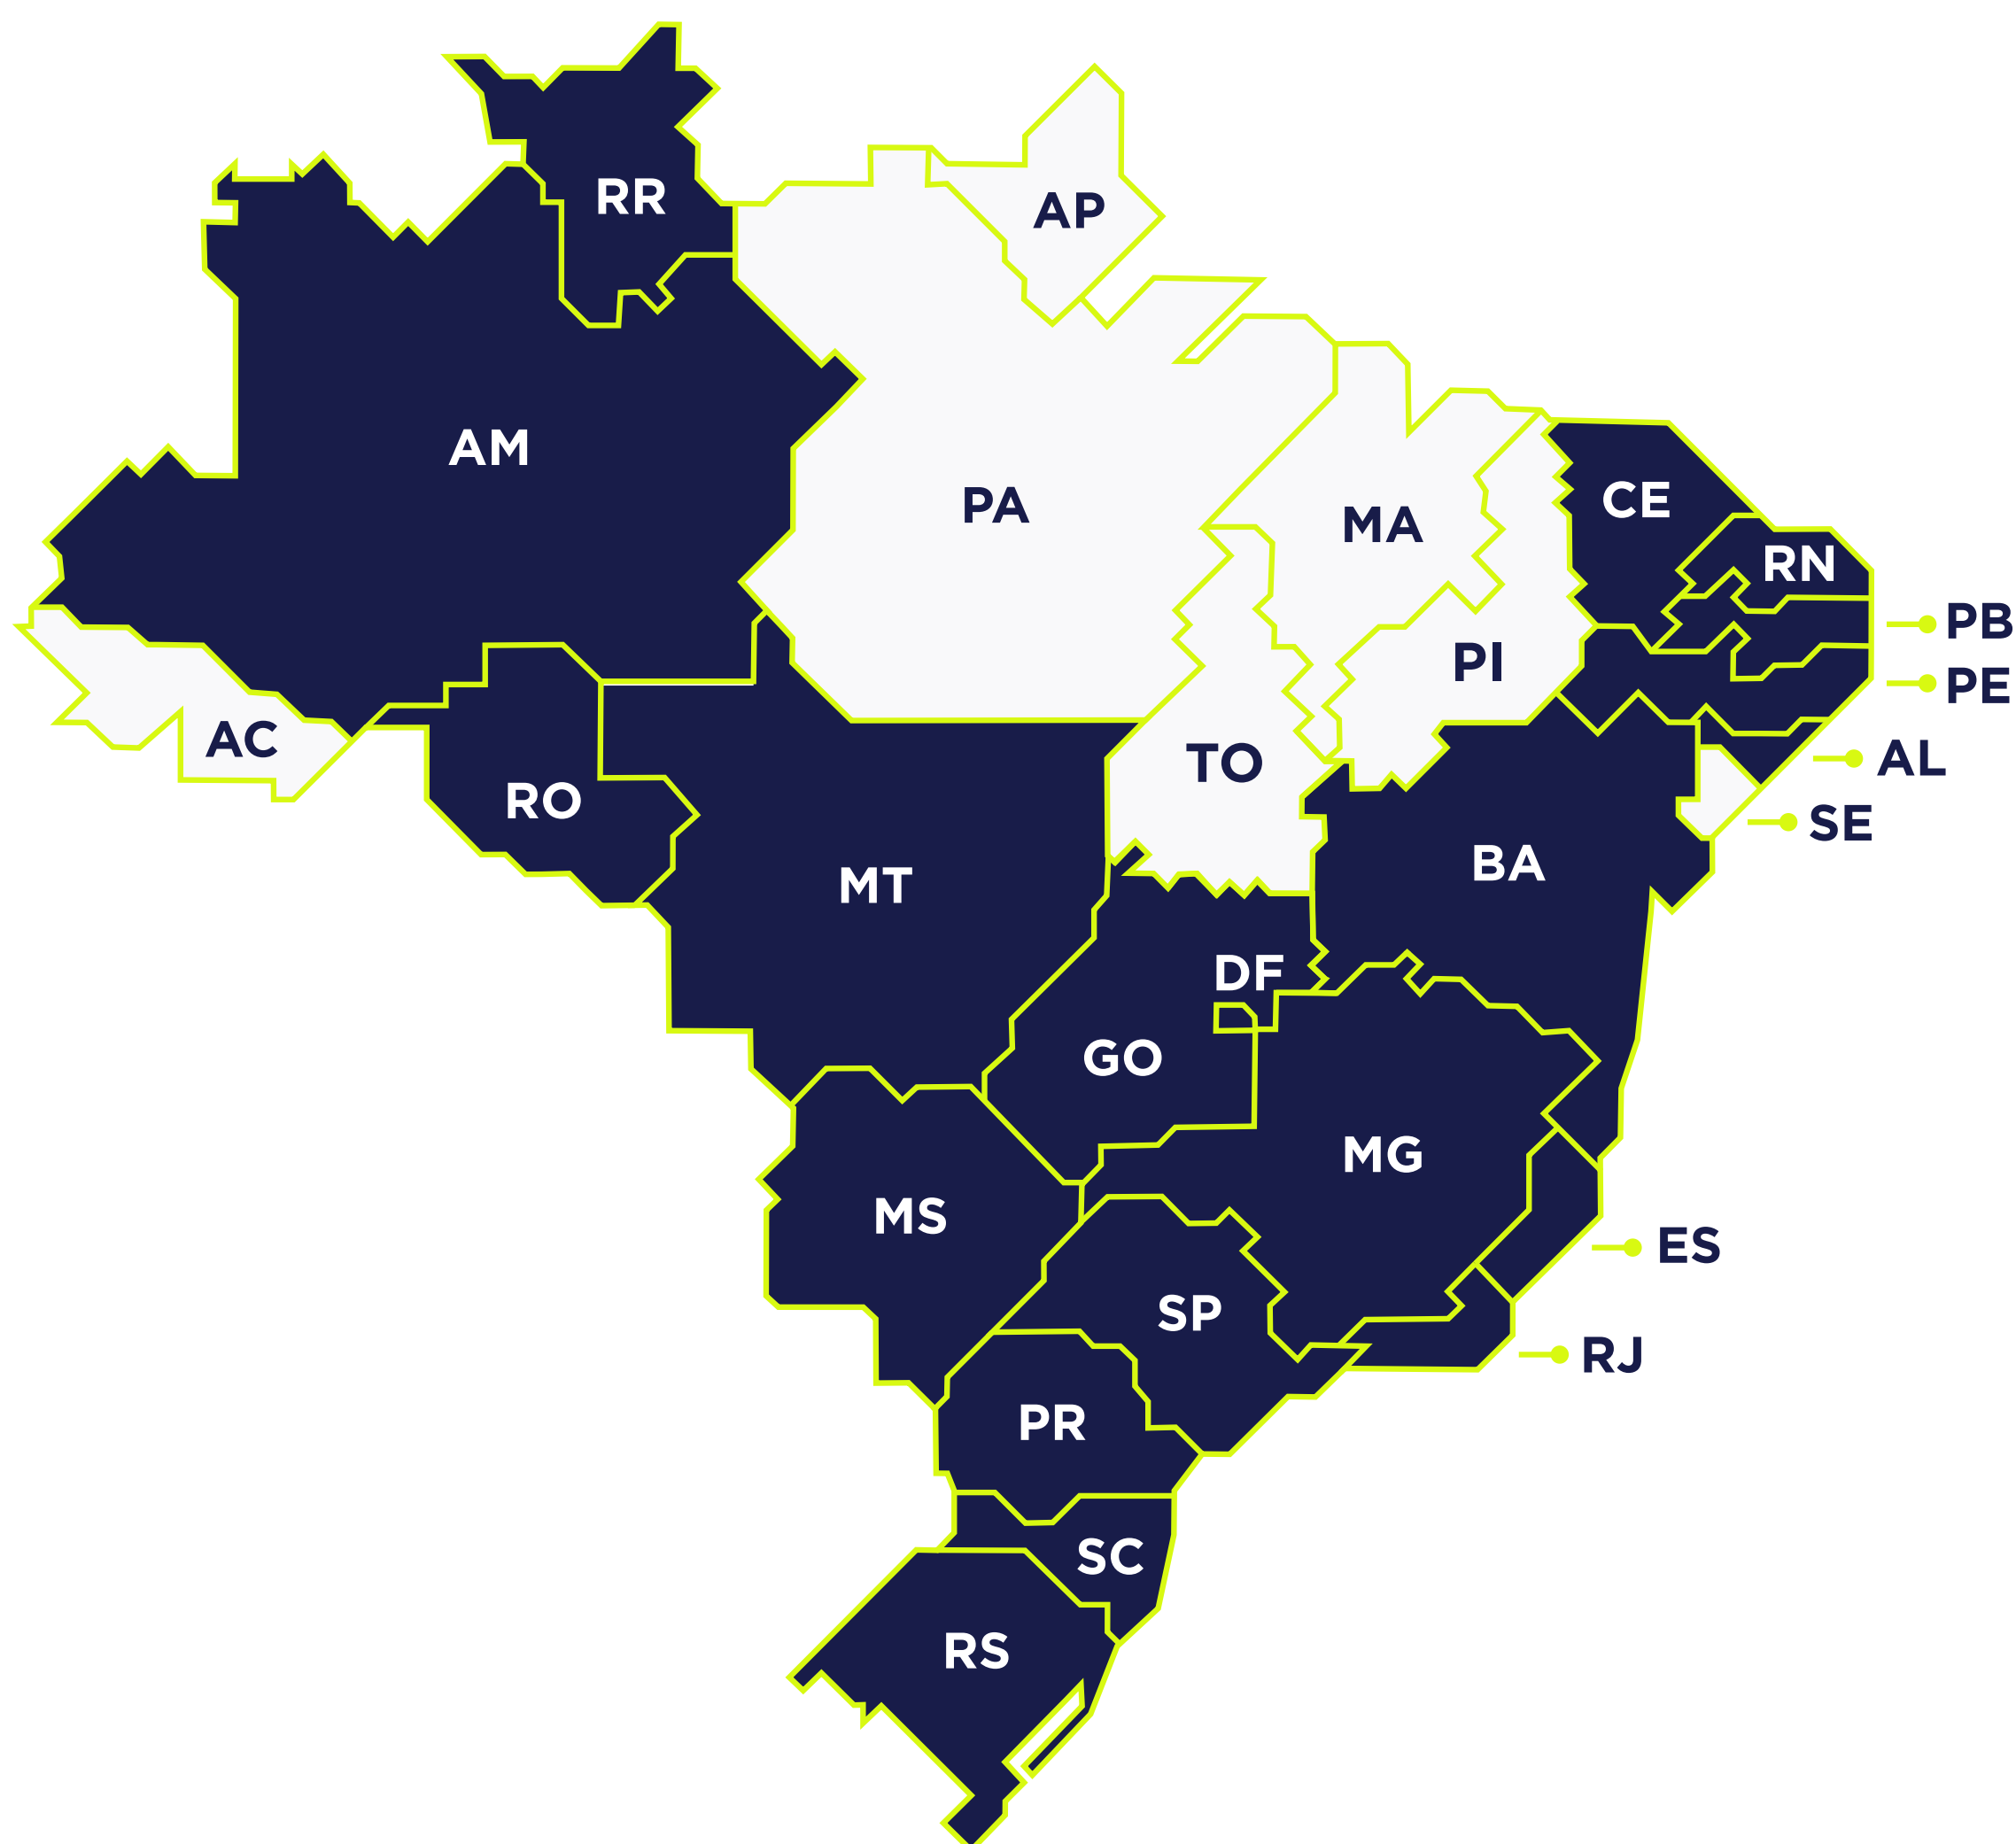 RR
AP
AM
PA
MA
CE
RN
PB
PI
PE
AC
TO
AL
RO
SE
MT
BA
DF
GO
MG
MS
ES
SP
RJ
PR
SC
RS